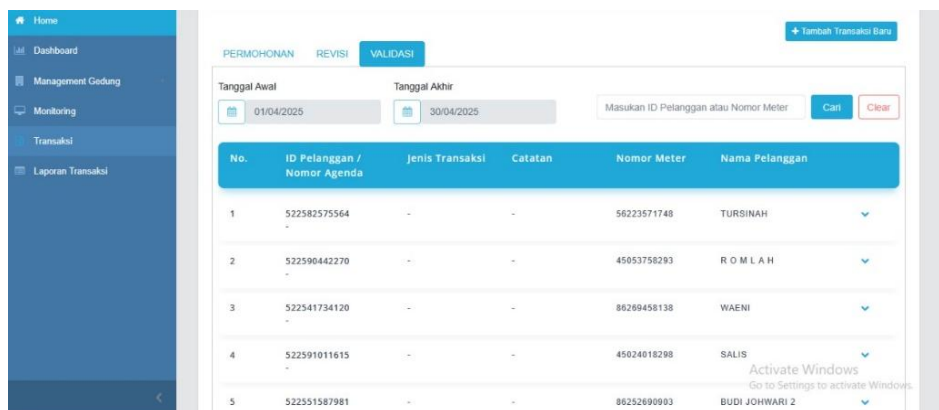 Home
Dashboard
Management Gedung
Monitoring
Transaksi
Laporan Transaksi
+ Tambah Transaksi Baru
PERMOHONAN REVISI VALIDASI
Tanggal Awal Tanggal Akhir
01/04/2025 30/04/2025 Masukan ID Pelanggan atau Nomor Meter Cari Clear
No. ID Pelanggan / Jenis Transaksi Catatan Nomor Meter Nama Pelanggan
Nomor Agenda
1 522582575564 - - 56223571748 TURSINAH
-
2 522590442270 - - 45053758293 R O M L A H
-
3 522541734120 - - 86269458138 WAENI
-
4 522591011615 - - 45024018298 SALIS
-
Activate Windows
Go to Settings to activate Windows.
5 522551587981 - - 86252690903 BUDI JOHWARI 2